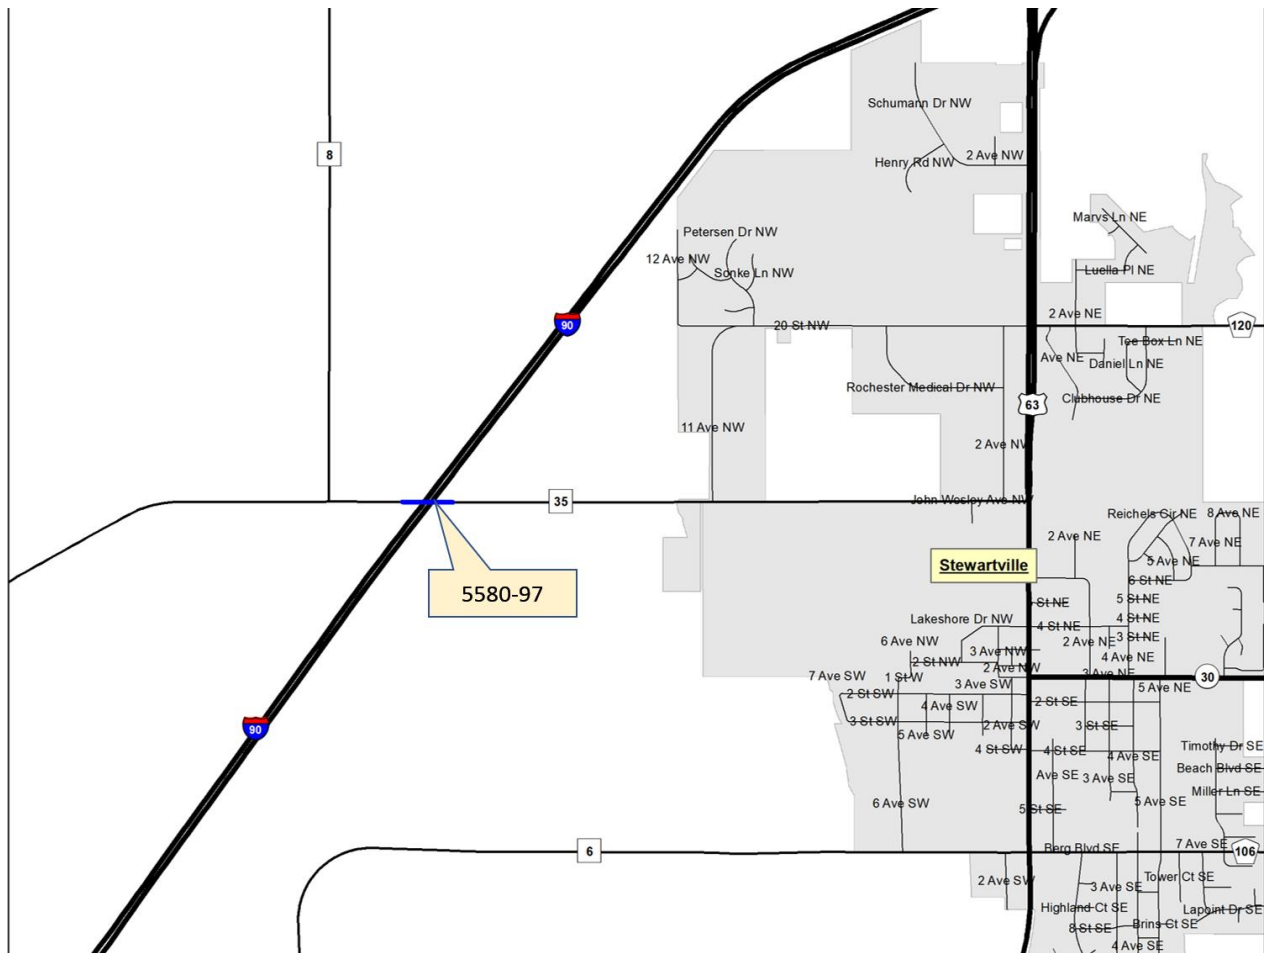 Schumann Dr NW
8
2 Ave NW
Henry Rd NW
Marvs Ln NE
Petersen Dr NW
12 Ave NW
Sonke Ln NW
Luella Pl NE
2 Ave NE
90
20 St NW
120
Tee Box Ln NE
Ave NE
Daniel Ln NE
Rochester Medical Dr NW
63
Clubhouse Dr NE
11 Ave NW
2 Ave NW
35
John Wesley Ave NW
Reichels Cir NE
8 Ave NE
2 Ave NE
7 Ave NE
5 Ave NE
Stewartville
6 St NE
5580-97
St NE
5 St NE
Lakeshore Dr NW
4 St NE
4 St NE
6 Ave NW
2 Ave NE
3 St NE
3 Ave NW
4 Ave NE
2 St NW
2 Ave NW
7 Ave SW
1 St W
3 Ave NE
30
3 Ave SW
5 Ave NE
2 St SW
2 St SE
4 Ave SW
3 St SW
2 Ave SW
3 St SE
90
5 Ave SW
4 St SW
4 St SE
4 Ave SE
Timothy Dr SE
Beach Blvd SE
Ave SE
3 Ave SE
Miller Ln SE
6 Ave SW
5 St SE
5 Ave SE
6
Berg Blvd SE
7 Ave SE
106
2 Ave SW
3 Ave SE
Tower Ct SE
Highland Ct SE
Lapoint Dr SE
8 St SE
Brins Ct SE
4 Ave SE